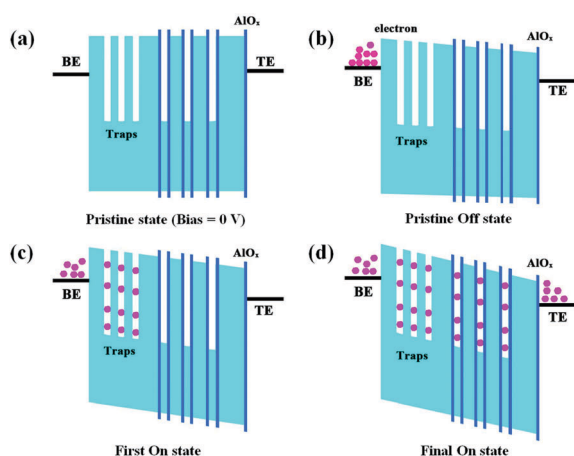 (a)
AlOₓ
BE
TE
Traps
Pristine state (Bias = 0 V)
(b)
electron
AlOₓ
BE
TE
Traps
Pristine Off state
(c)
AlOₓ
BE
TE
Traps
First On state
(d)
AlOₓ
BE
TE
Traps
Final On state